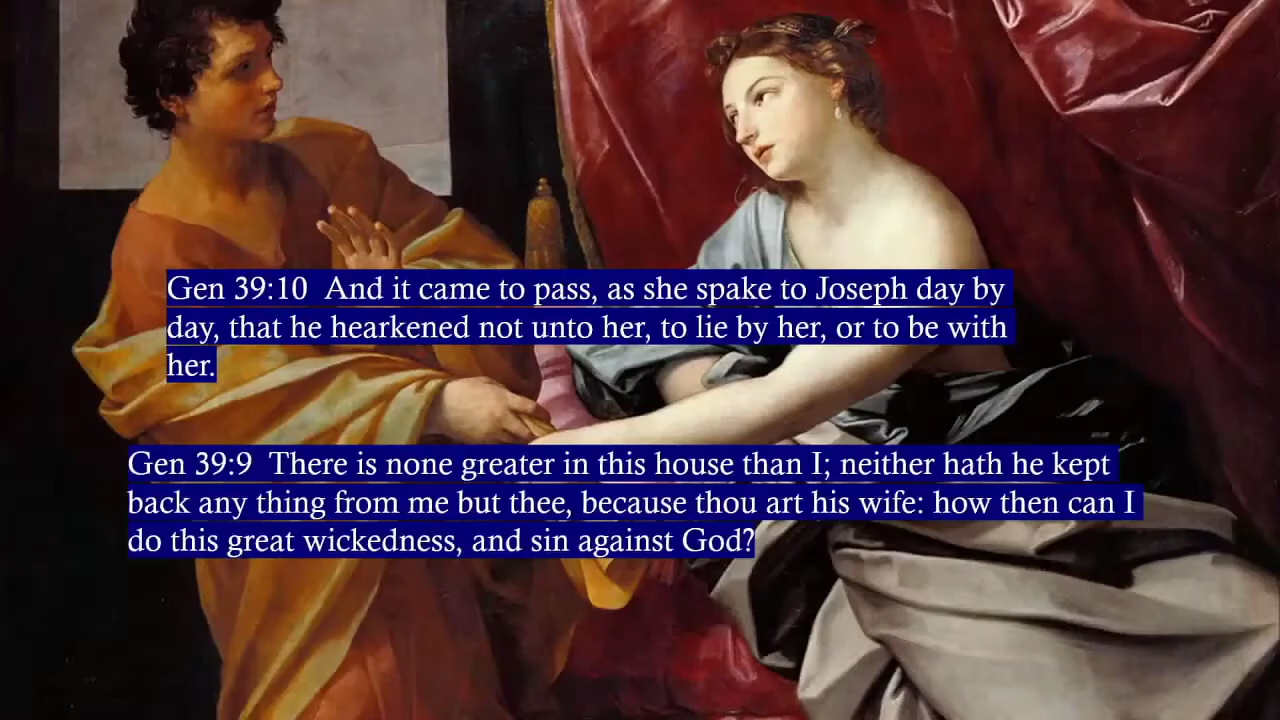 Gen 39:10  And it came to pass, as she spake to Joseph day by
day, that he hearkened not unto her, to lie by her, or to be with
her.
Gen 39:9  There is none greater in this house than I; neither hath he kept
back any thing from me but thee, because thou art his wife: how then can I
do this great wickedness, and sin against God?